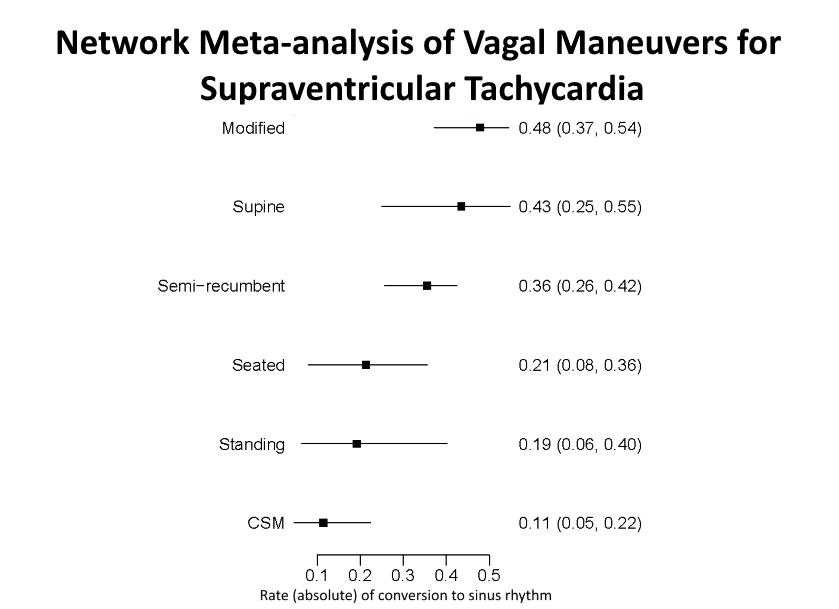 Network Meta-analysis of Vagal Maneuvers for
Supraventricular Tachycardia
Modified 0.48 (0.37, 0.54)
Supine 0.43 (0.25, 0.55)
Semi−recumbent 0.36 (0.26, 0.42)
Seated 0.21 (0.08, 0.36)
Standing 0.19 (0.06, 0.40)
CSM 0.11 (0.05, 0.22)
0.1 0.2 0.3 0.4 0.5
Rate (absolute) of conversion to sinus rhythm